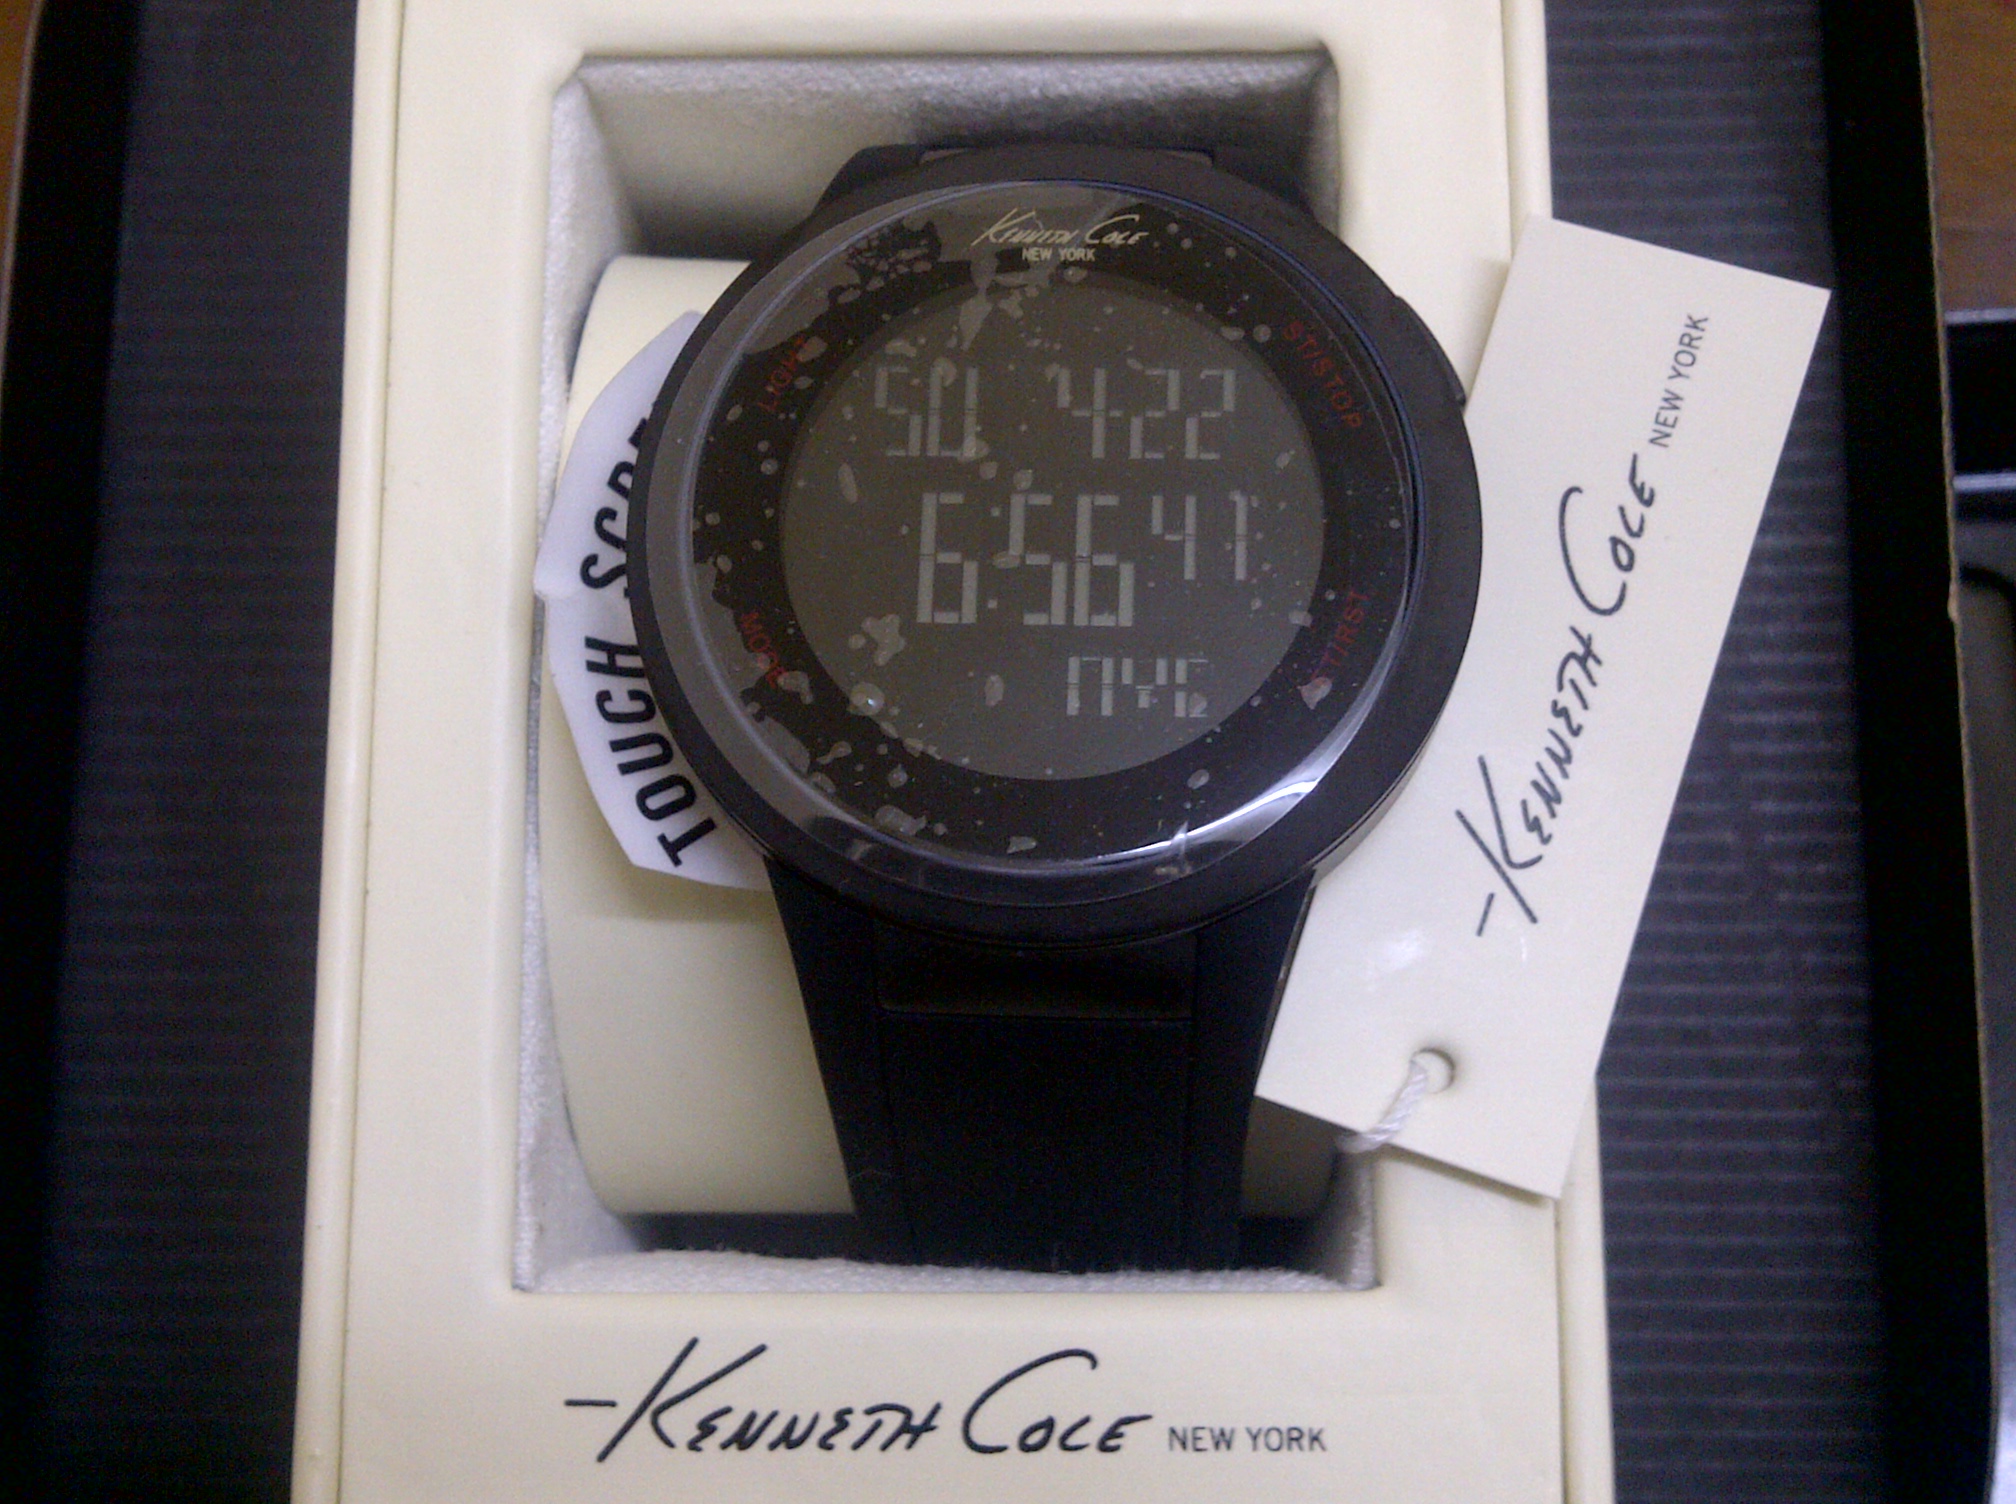 Kenneth Cole
NEW YORK
LIGHT
ST/STOP
SU 4-22
6:56 41
NYC
MODE
ST/RST
TOUCH SCRE
Kenneth Cole NEW YORK
Kenneth Cole NEW YORK